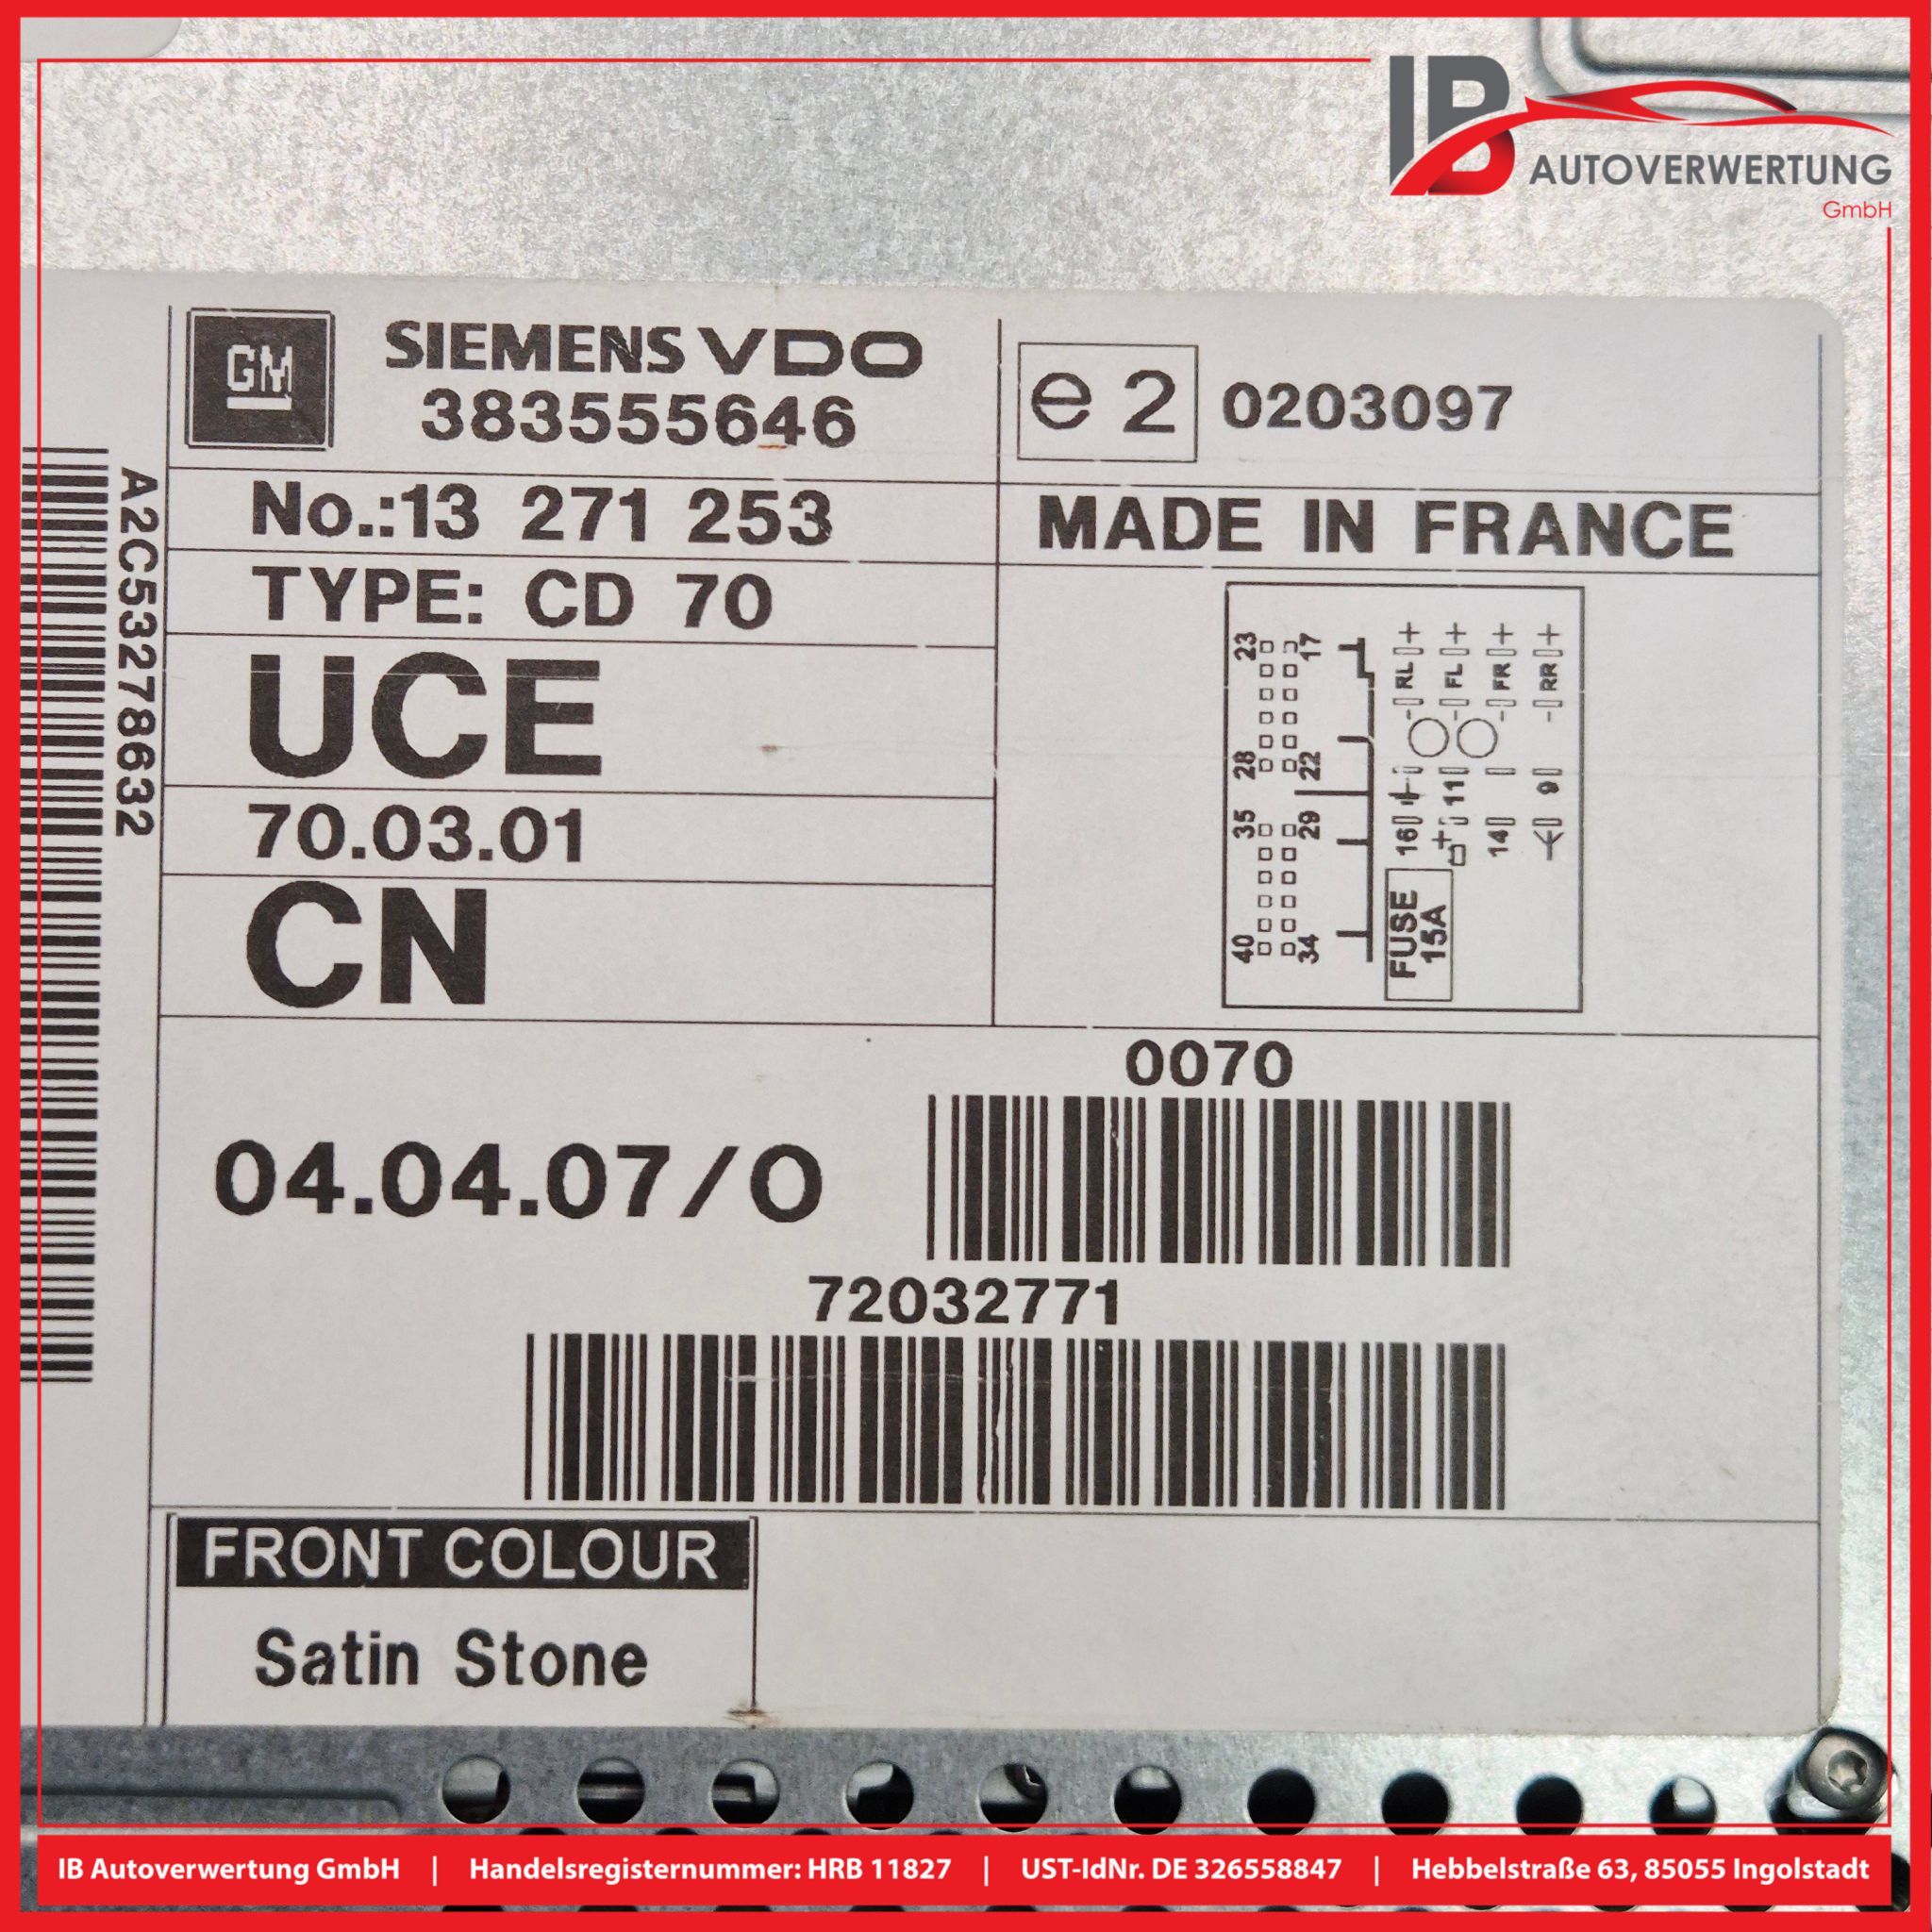 IB
AUTOVERWERTUNG
GmbH
GM
SIEMENS VDO
383555646
e 2
0203097
A2C53278632
No.:13 271 253
MADE IN FRANCE
TYPE: CD 70
UCE
70.03.01
CN
23
17
28
22
35
29
40
34
+ + + +
RL FL FR RR
- - - -
16
11
14
9
+
FUSE
15A
0070
04.04.07/O
72032771
FRONT COLOUR
Satin Stone
IB Autoverwertung GmbH | Handelsregisternummer: HRB 11827 | UST-IdNr. DE 326558847 | Hebbelstraße 63, 85055 Ingolstadt